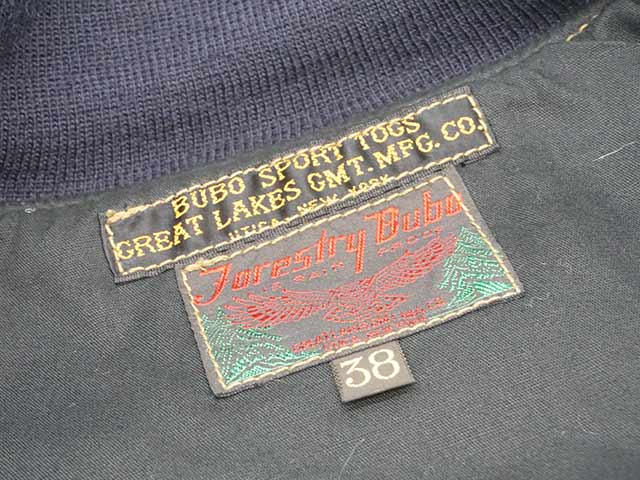 BUBO SPORT TOGS
GREAT LAKES GMT. MFG. CO.
UTICA, NEW YORK
Forestry Bubo
38